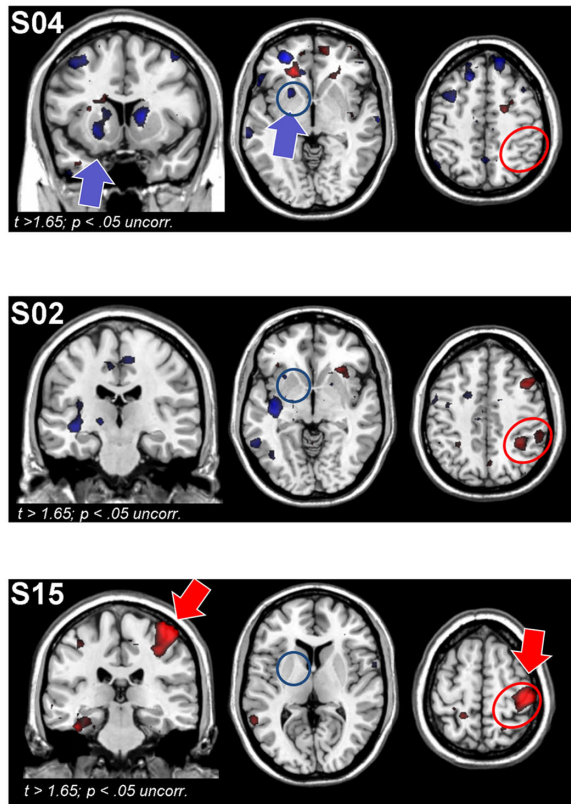 S04
t >1.65; p < .05 uncorr.
S02
t > 1.65; p < .05 uncorr.
S15
t > 1.65; p < .05 uncorr.